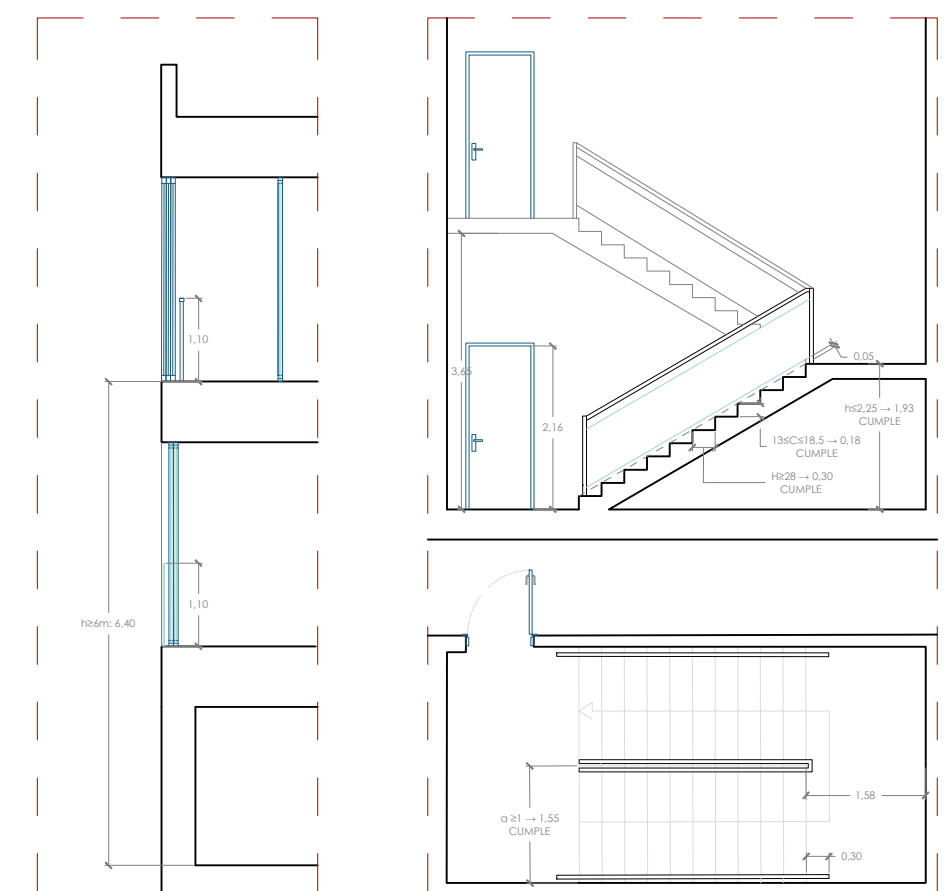 1,10
h≥6m: 6,40
1,10
3,65
2,16
0,05
h≤2,25 → 1,93
CUMPLE
13≤C≤18,5 → 0,18
CUMPLE
H≥28 → 0,30
CUMPLE
a ≥1 → 1,55
CUMPLE
1,58
0,30